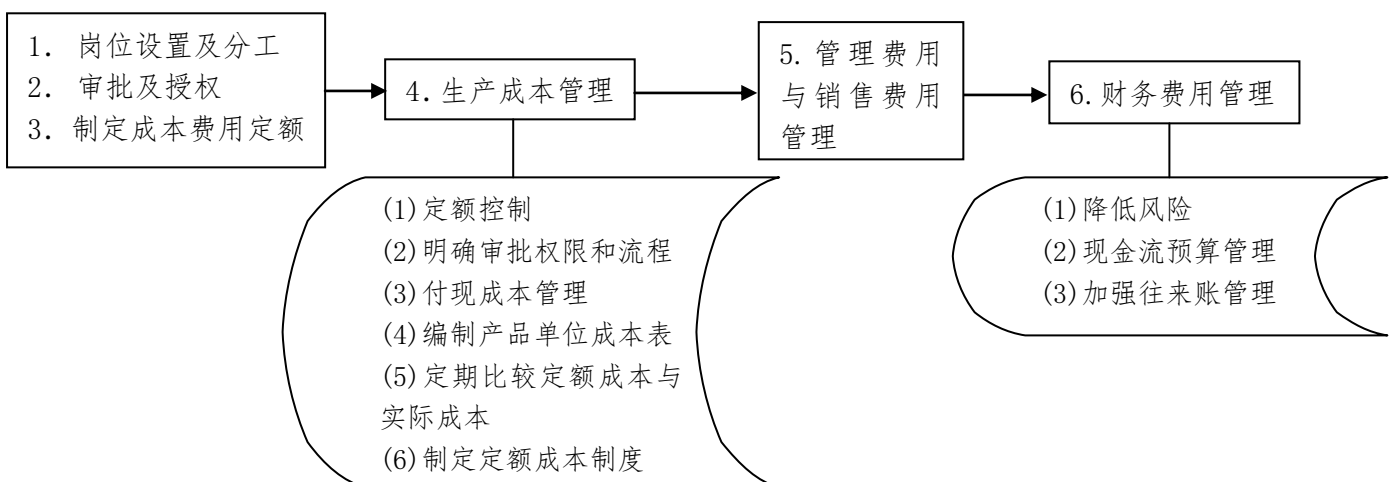 1. 岗位设置及分工
2. 审批及授权
3. 制定成本费用定额
4.生产成本管理
5.管理费用
与销售费用
管理
6.财务费用管理
(1)定额控制
(2)明确审批权限和流程
(3)付现成本管理
(4)编制产品单位成本表
(5)定期比较定额成本与
实际成本
(6)制定定额成本制度
(1)降低风险
(2)现金流预算管理
(3)加强往来账管理